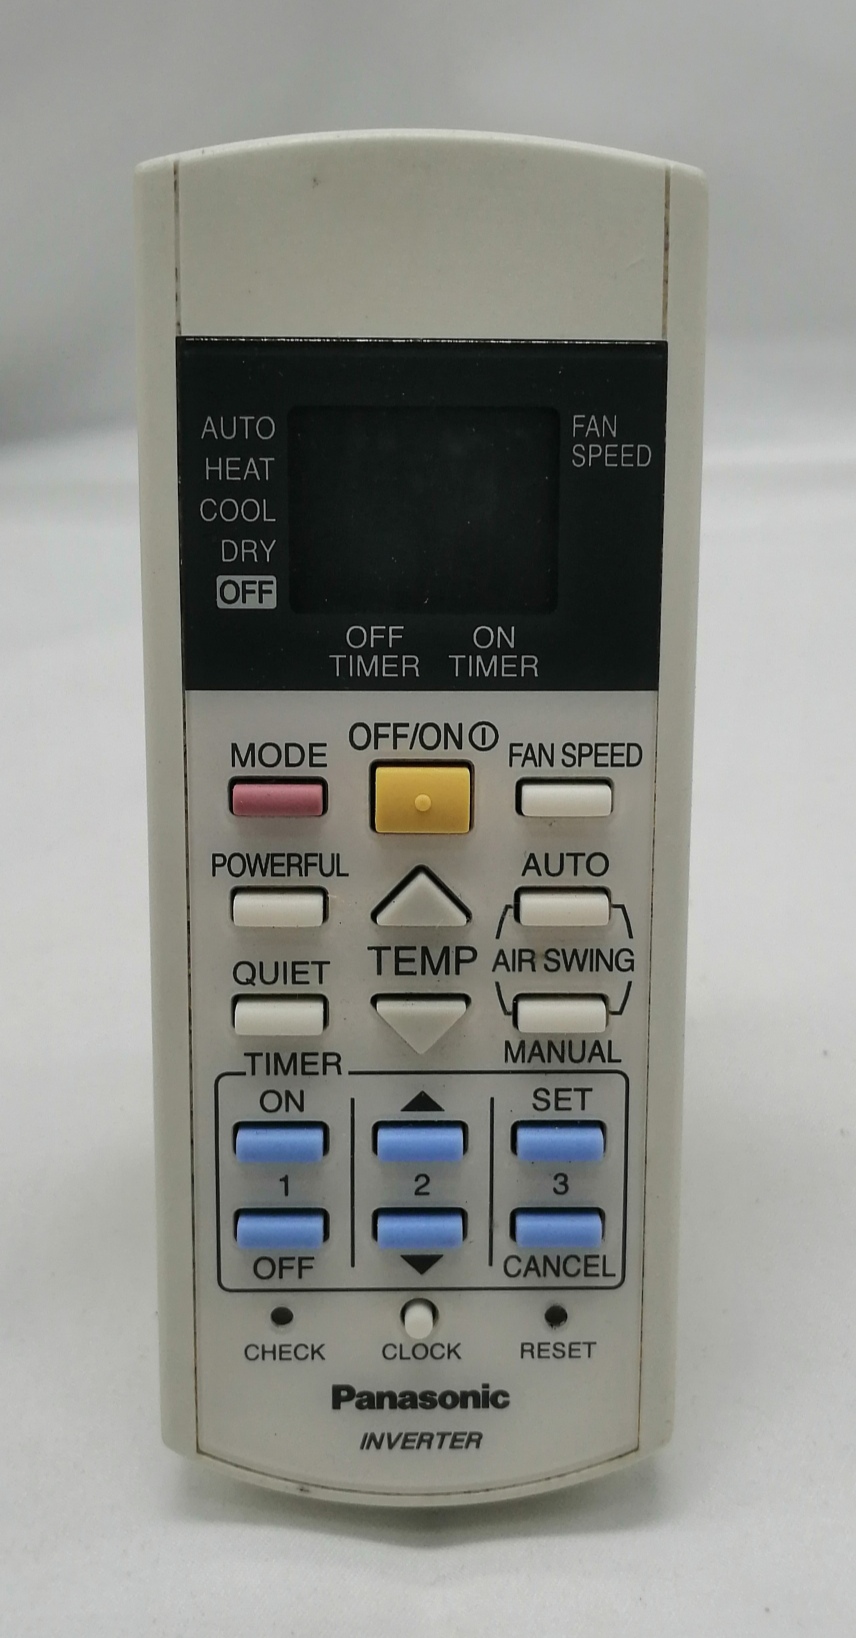 AUTO
HEAT
COOL
DRY
OFF
FAN
SPEED
OFF
TIMER
ON
TIMER
MODE
OFF/ON
FAN SPEED
POWERFUL
AUTO
TEMP
AIR SWING
QUIET
MANUAL
TIMER
ON
▲
SET
1
2
3
OFF
▼
CANCEL
CHECK
CLOCK
RESET
Panasonic
INVERTER